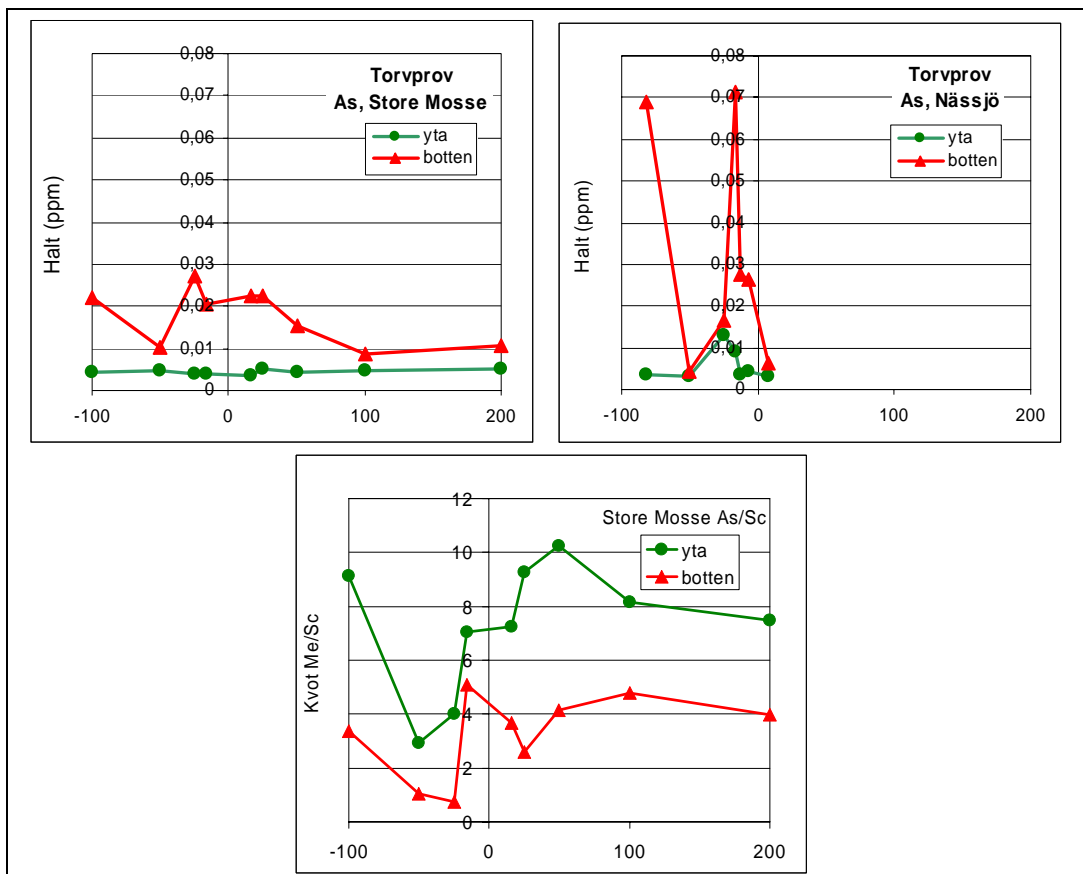 Torvprov
As, Store Mosse
yta
botten
Halt (ppm)
0,08
0,07
0,06
0,05
0,04
0,03
0,02
0,01
0
-100 0 100 200
Torvprov
As, Nässjö
yta
botten
Halt (ppm)
0,08
0,07
0,06
0,05
0,04
0,03
0,02
0,01
0
-100 0 100 200
Store Mosse As/Sc
yta
botten
Kvot Me/Sc
12
10
8
6
4
2
0
-100 0 100 200